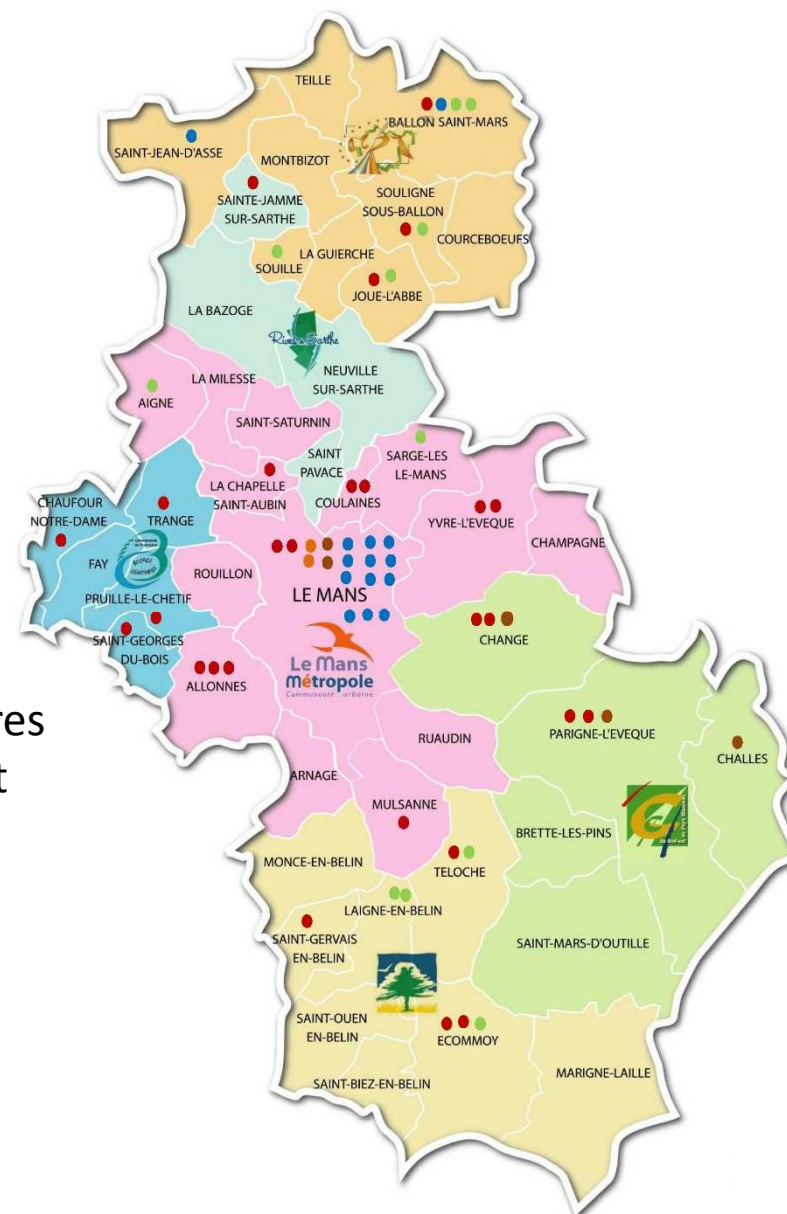 TEILLE
BALLON SAINT-MARS
SAINT-JEAN-D'ASSE
MONTBIZOT
SAINTE-JAMME
SUR-SARTHE
SOULIGNE
SOUS-BALLON
COURCEBOEUFS
LA GUIERCHE
SOUILLE
JOUE-L'ABBE
LA BAZOGE
Rives de Sarthe
NEUVILLE
SUR-SARTHE
LA MILESSE
AIGNE
SAINT-SATURNIN
SAINT
PAVACE
SARGE-LES
LE-MANS
LA CHAPELLE
SAINT-AUBIN
COULAINES
YVRE-L'EVEQUE
CHAUFOUR
NOTRE-DAME
TRANGE
CHAMPAGNE
FAY
ROUILLON
LE MANS
PRUILLE-LE-CHETIF
SAINT-GEORGES
DU-BOIS
CHANGE
Le Mans
Métropole
Communauté urbaine
ALLONNES
res
t
RUAUDIN
PARIGNE-L'EVEQUE
CHALLES
ARNAGE
MULSANNE
BRETTE-LES-PINS
MONCE-EN-BELIN
TELOCHE
LAIGNE-EN-BELIN
SAINT-GERVAIS
EN-BELIN
SAINT-MARS-D'OUTILLE
SAINT-OUEN
EN-BELIN
ECOMMOY
SAINT-BIEZ-EN-BELIN
MARIGNE-LAILLE